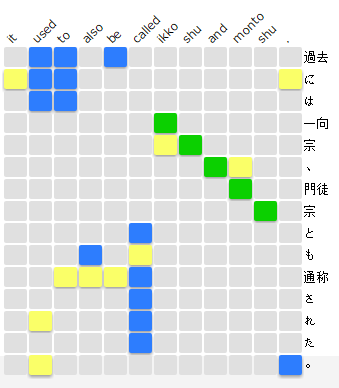 it used to also be called ikko shu and monto shu .
過去
に
は
一向
宗
、
門徒
宗
と
も
通称
さ
れ
た
。